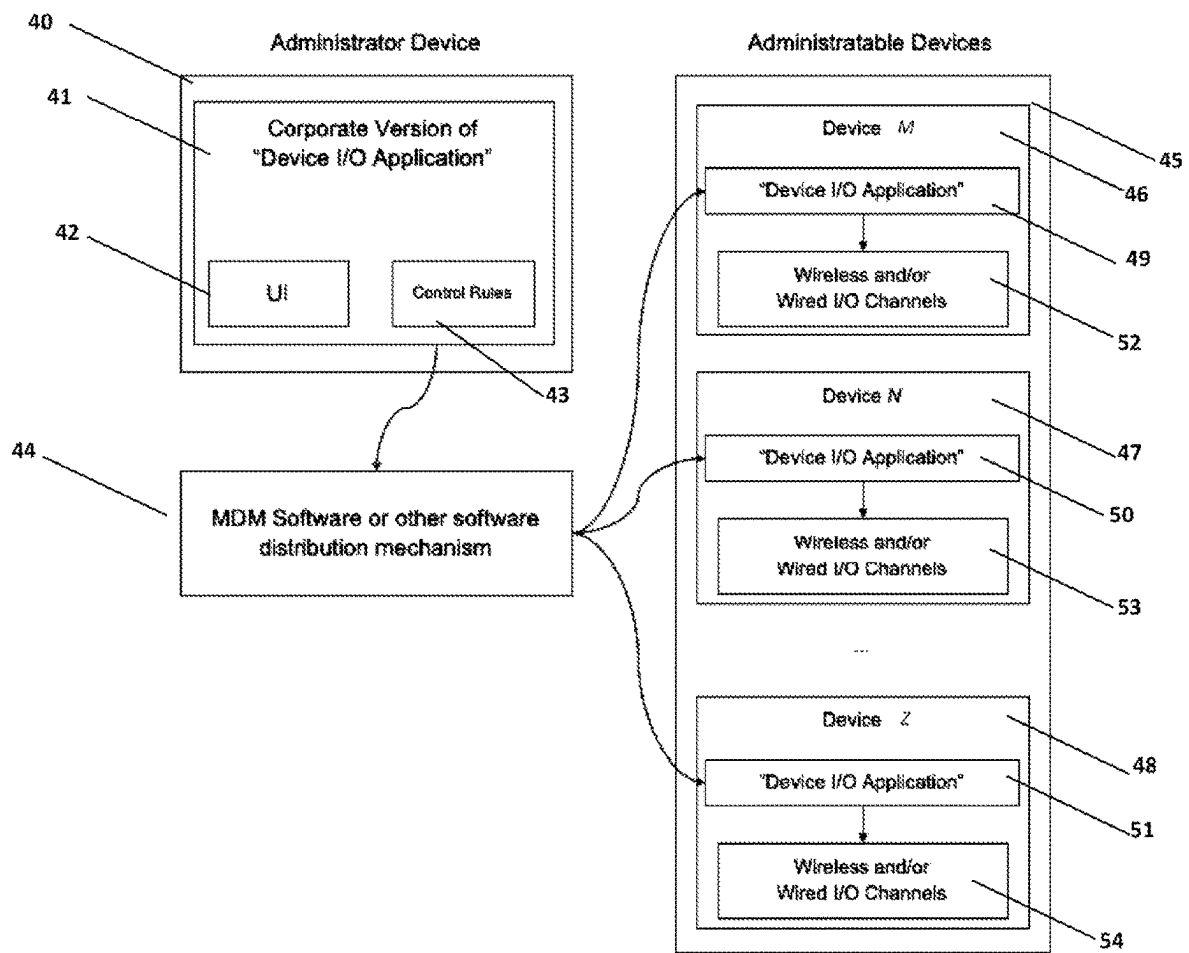 Administrator Device
40
41
Corporate Version of
"Device I/O Application"
42
UI
Control Rules
43
44
MDM Software or other software
distribution mechanism
Administratable Devices
45
Device M
46
"Device I/O Application"
49
Wireless and/or
Wired I/O Channels
52
Device N
47
"Device I/O Application"
50
Wireless and/or
Wired I/O Channels
53
...
Device Z
48
"Device I/O Application"
51
Wireless and/or
Wired I/O Channels
54